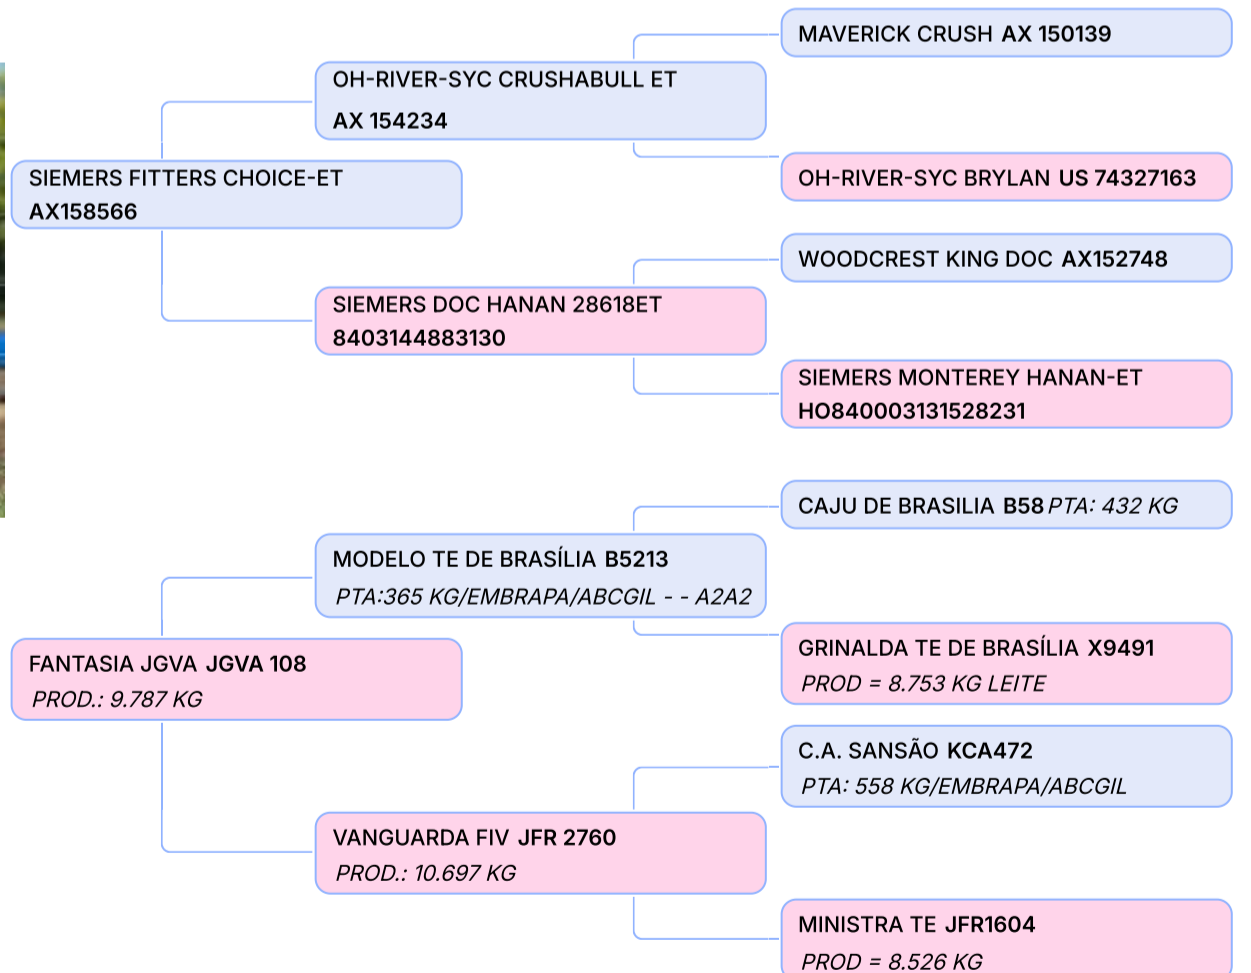 MAVERICK CRUSH AX 150139
OH-RIVER-SYC CRUSHABULL ET
AX 154234
OH-RIVER-SYC BRYLAN US 74327163
SIEMERS FITTERS CHOICE-ET
AX158566
WOODCREST KING DOC AX152748
SIEMERS DOC HANAN 28618ET
8403144883130
SIEMERS MONTEREY HANAN-ET
HO840003131528231
CAJU DE BRASILIA B58 PTA: 432 KG
MODELO TE DE BRASÍLIA B5213
PTA:365 KG/EMBRAPA/ABCGIL - - A2A2
GRINALDA TE DE BRASÍLIA X9491
PROD = 8.753 KG LEITE
FANTASIA JGVA JGVA 108
PROD.: 9.787 KG
C.A. SANSÃO KCA472
PTA: 558 KG/EMBRAPA/ABCGIL
VANGUARDA FIV JFR 2760
PROD.: 10.697 KG
MINISTRA TE JFR1604
PROD = 8.526 KG